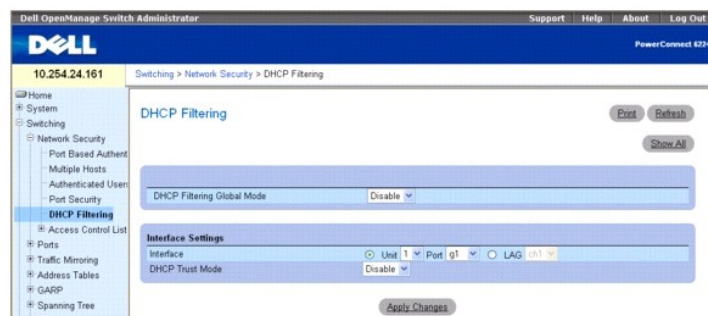 Dell OpenManage Switch Administrator Support Help About Log Out
DELL
PowerConnect 622
10.254.24.161 Switching > Network Security > DHCP Filtering
Home
System
Switching
Network Security
Port Based Authent
Multiple Hosts
Authenticated User
Port Security
DHCP Filtering
Access Control List
Ports
Traffic Mirroring
Address Tables
GARP
Spanning Tree
DHCP Filtering
Print Refresh
Show All
DHCP Filtering Global Mode Disable
Interface Settings
Interface Unit 1 Port g1 LAG ch1
DHCP Trust Mode Disable
Apply Changes